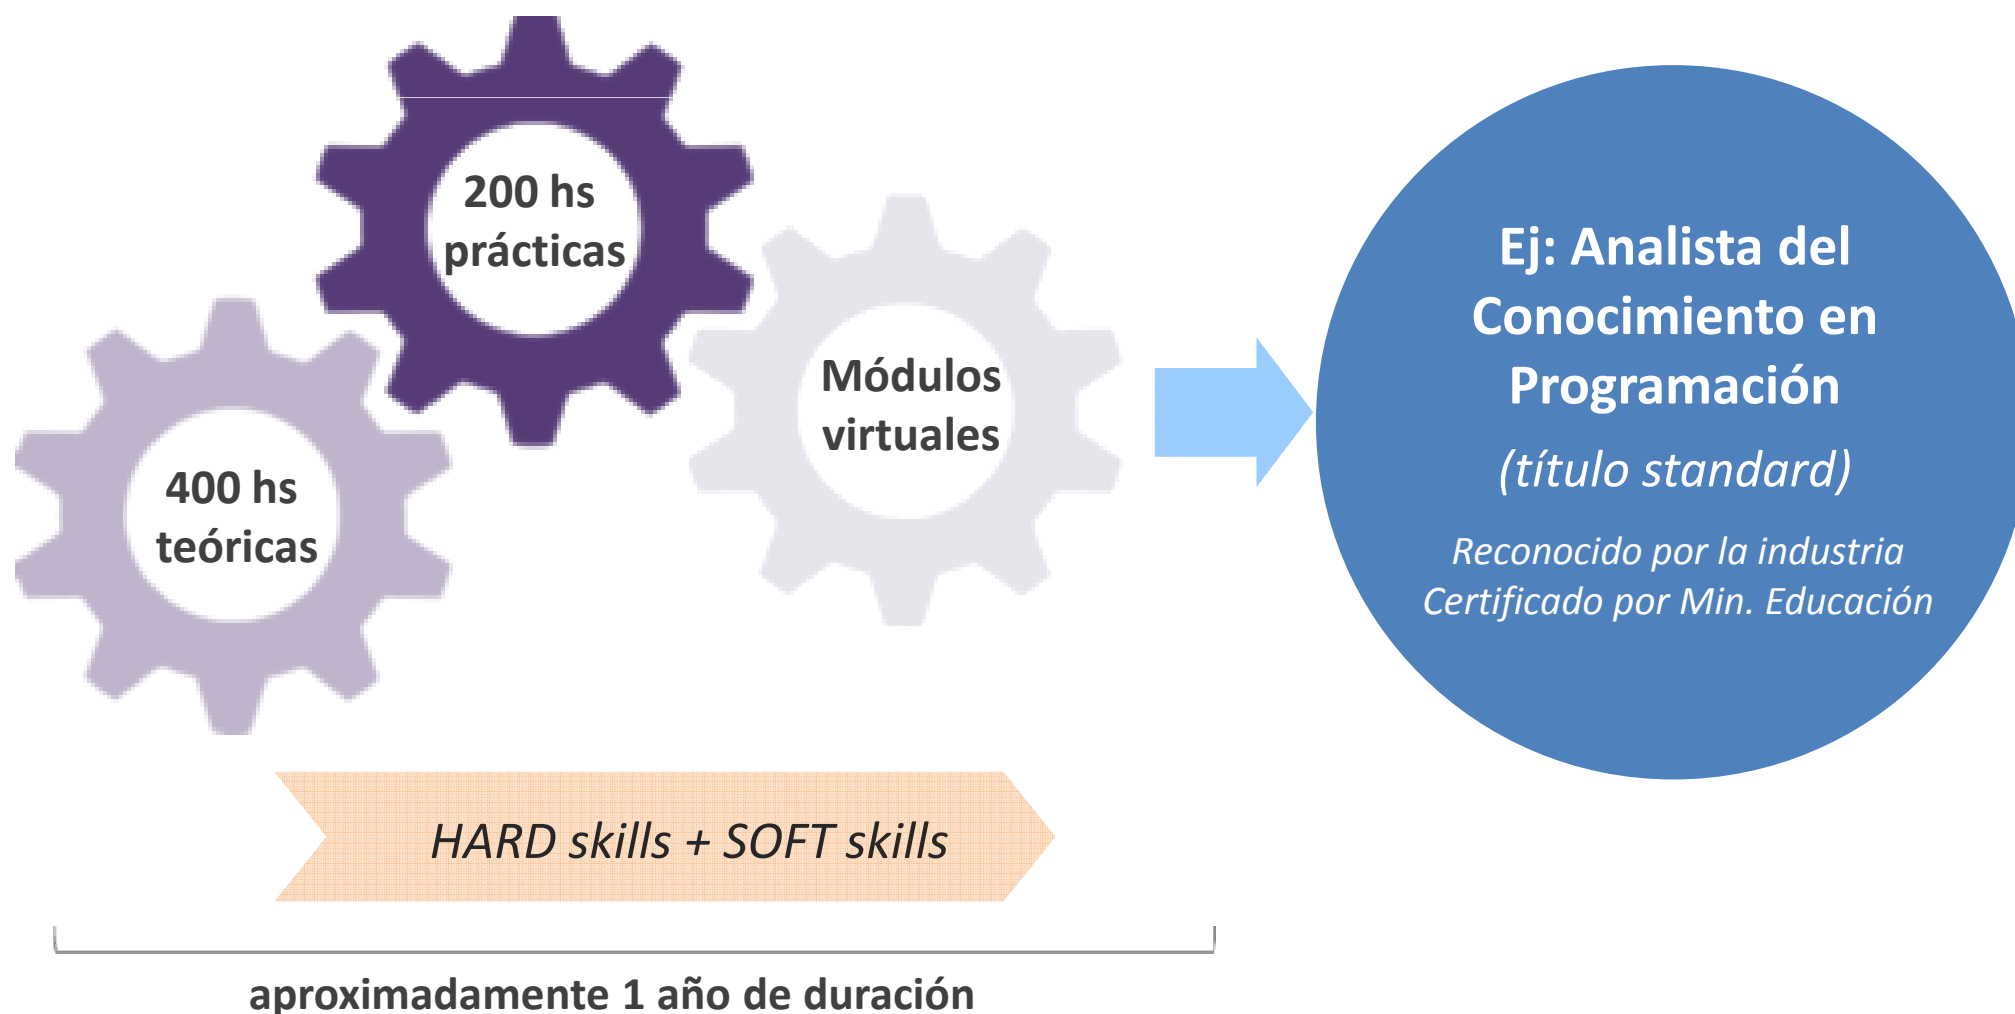 200 hs
prácticas
400 hs
teóricas
Módulos
virtuales
Ej: Analista del
Conocimiento en
Programación
(título standard)
Reconocido por la industria
Certificado por Min. Educación
HARD skills + SOFT skills
aproximadamente 1 año de duración